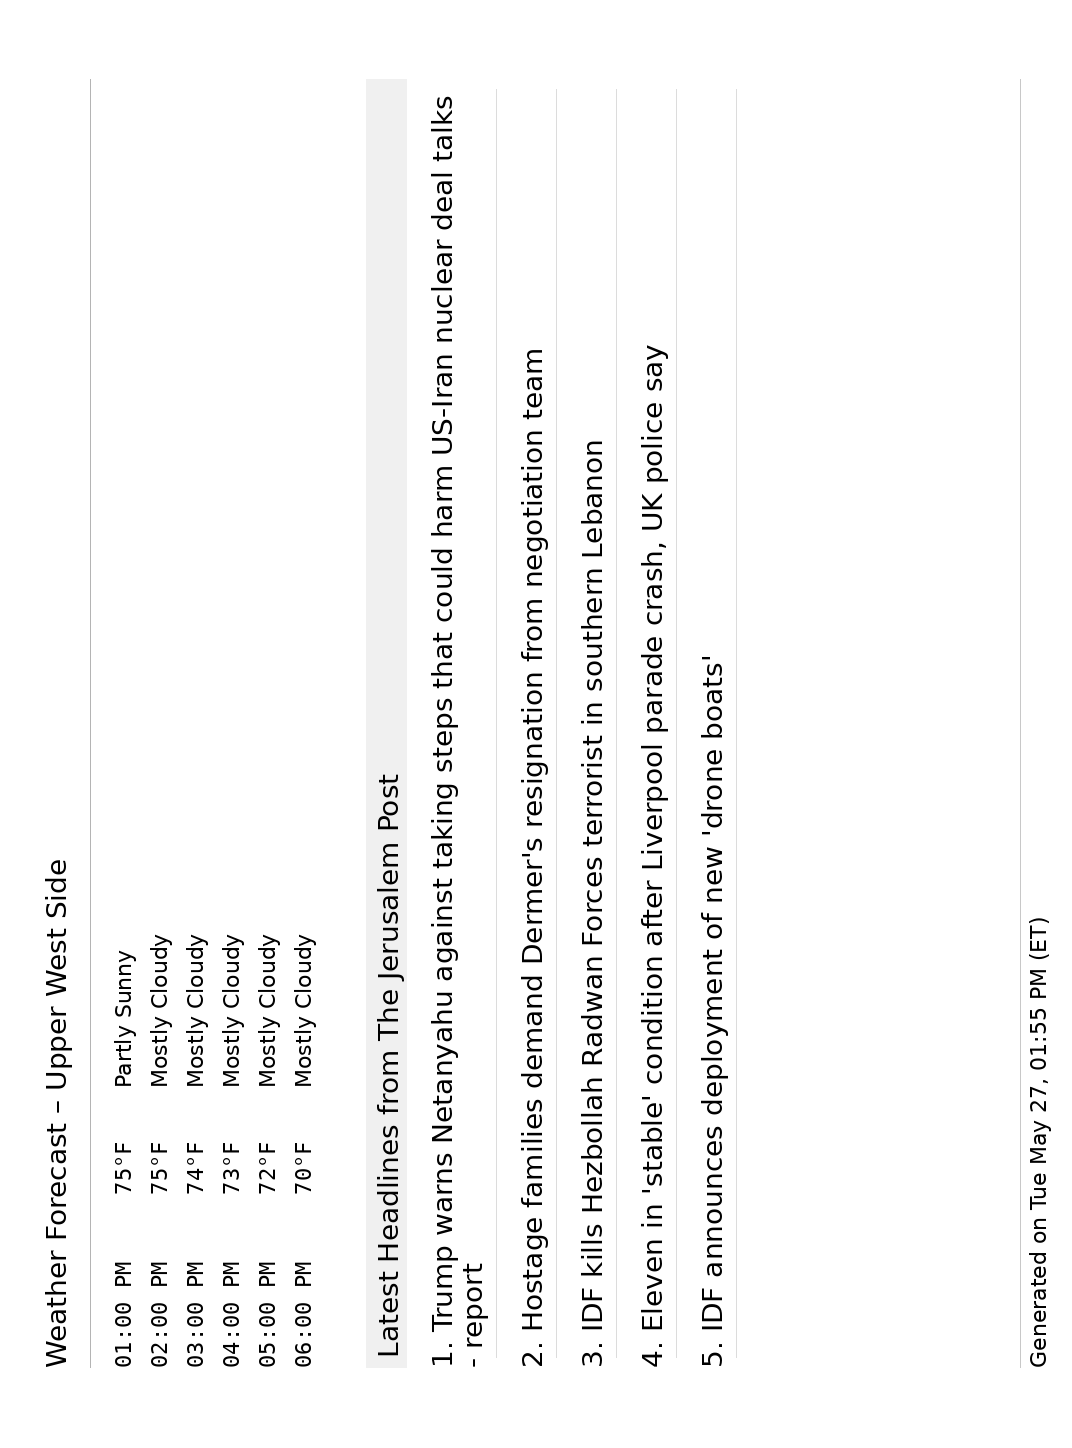 Weather Forecast – Upper West Side
01:00 PM 75°F Partly Sunny
02:00 PM 75°F Mostly Cloudy
03:00 PM 74°F Mostly Cloudy
04:00 PM 73°F Mostly Cloudy
05:00 PM 72°F Mostly Cloudy
06:00 PM 70°F Mostly Cloudy
Latest Headlines from The Jerusalem Post
1. Trump warns Netanyahu against taking steps that could harm US-Iran nuclear deal talks
- report
2. Hostage families demand Dermer's resignation from negotiation team
3. IDF kills Hezbollah Radwan Forces terrorist in southern Lebanon
4. Eleven in 'stable' condition after Liverpool parade crash, UK police say
5. IDF announces deployment of new 'drone boats'
Generated on Tue May 27, 01:55 PM (ET)